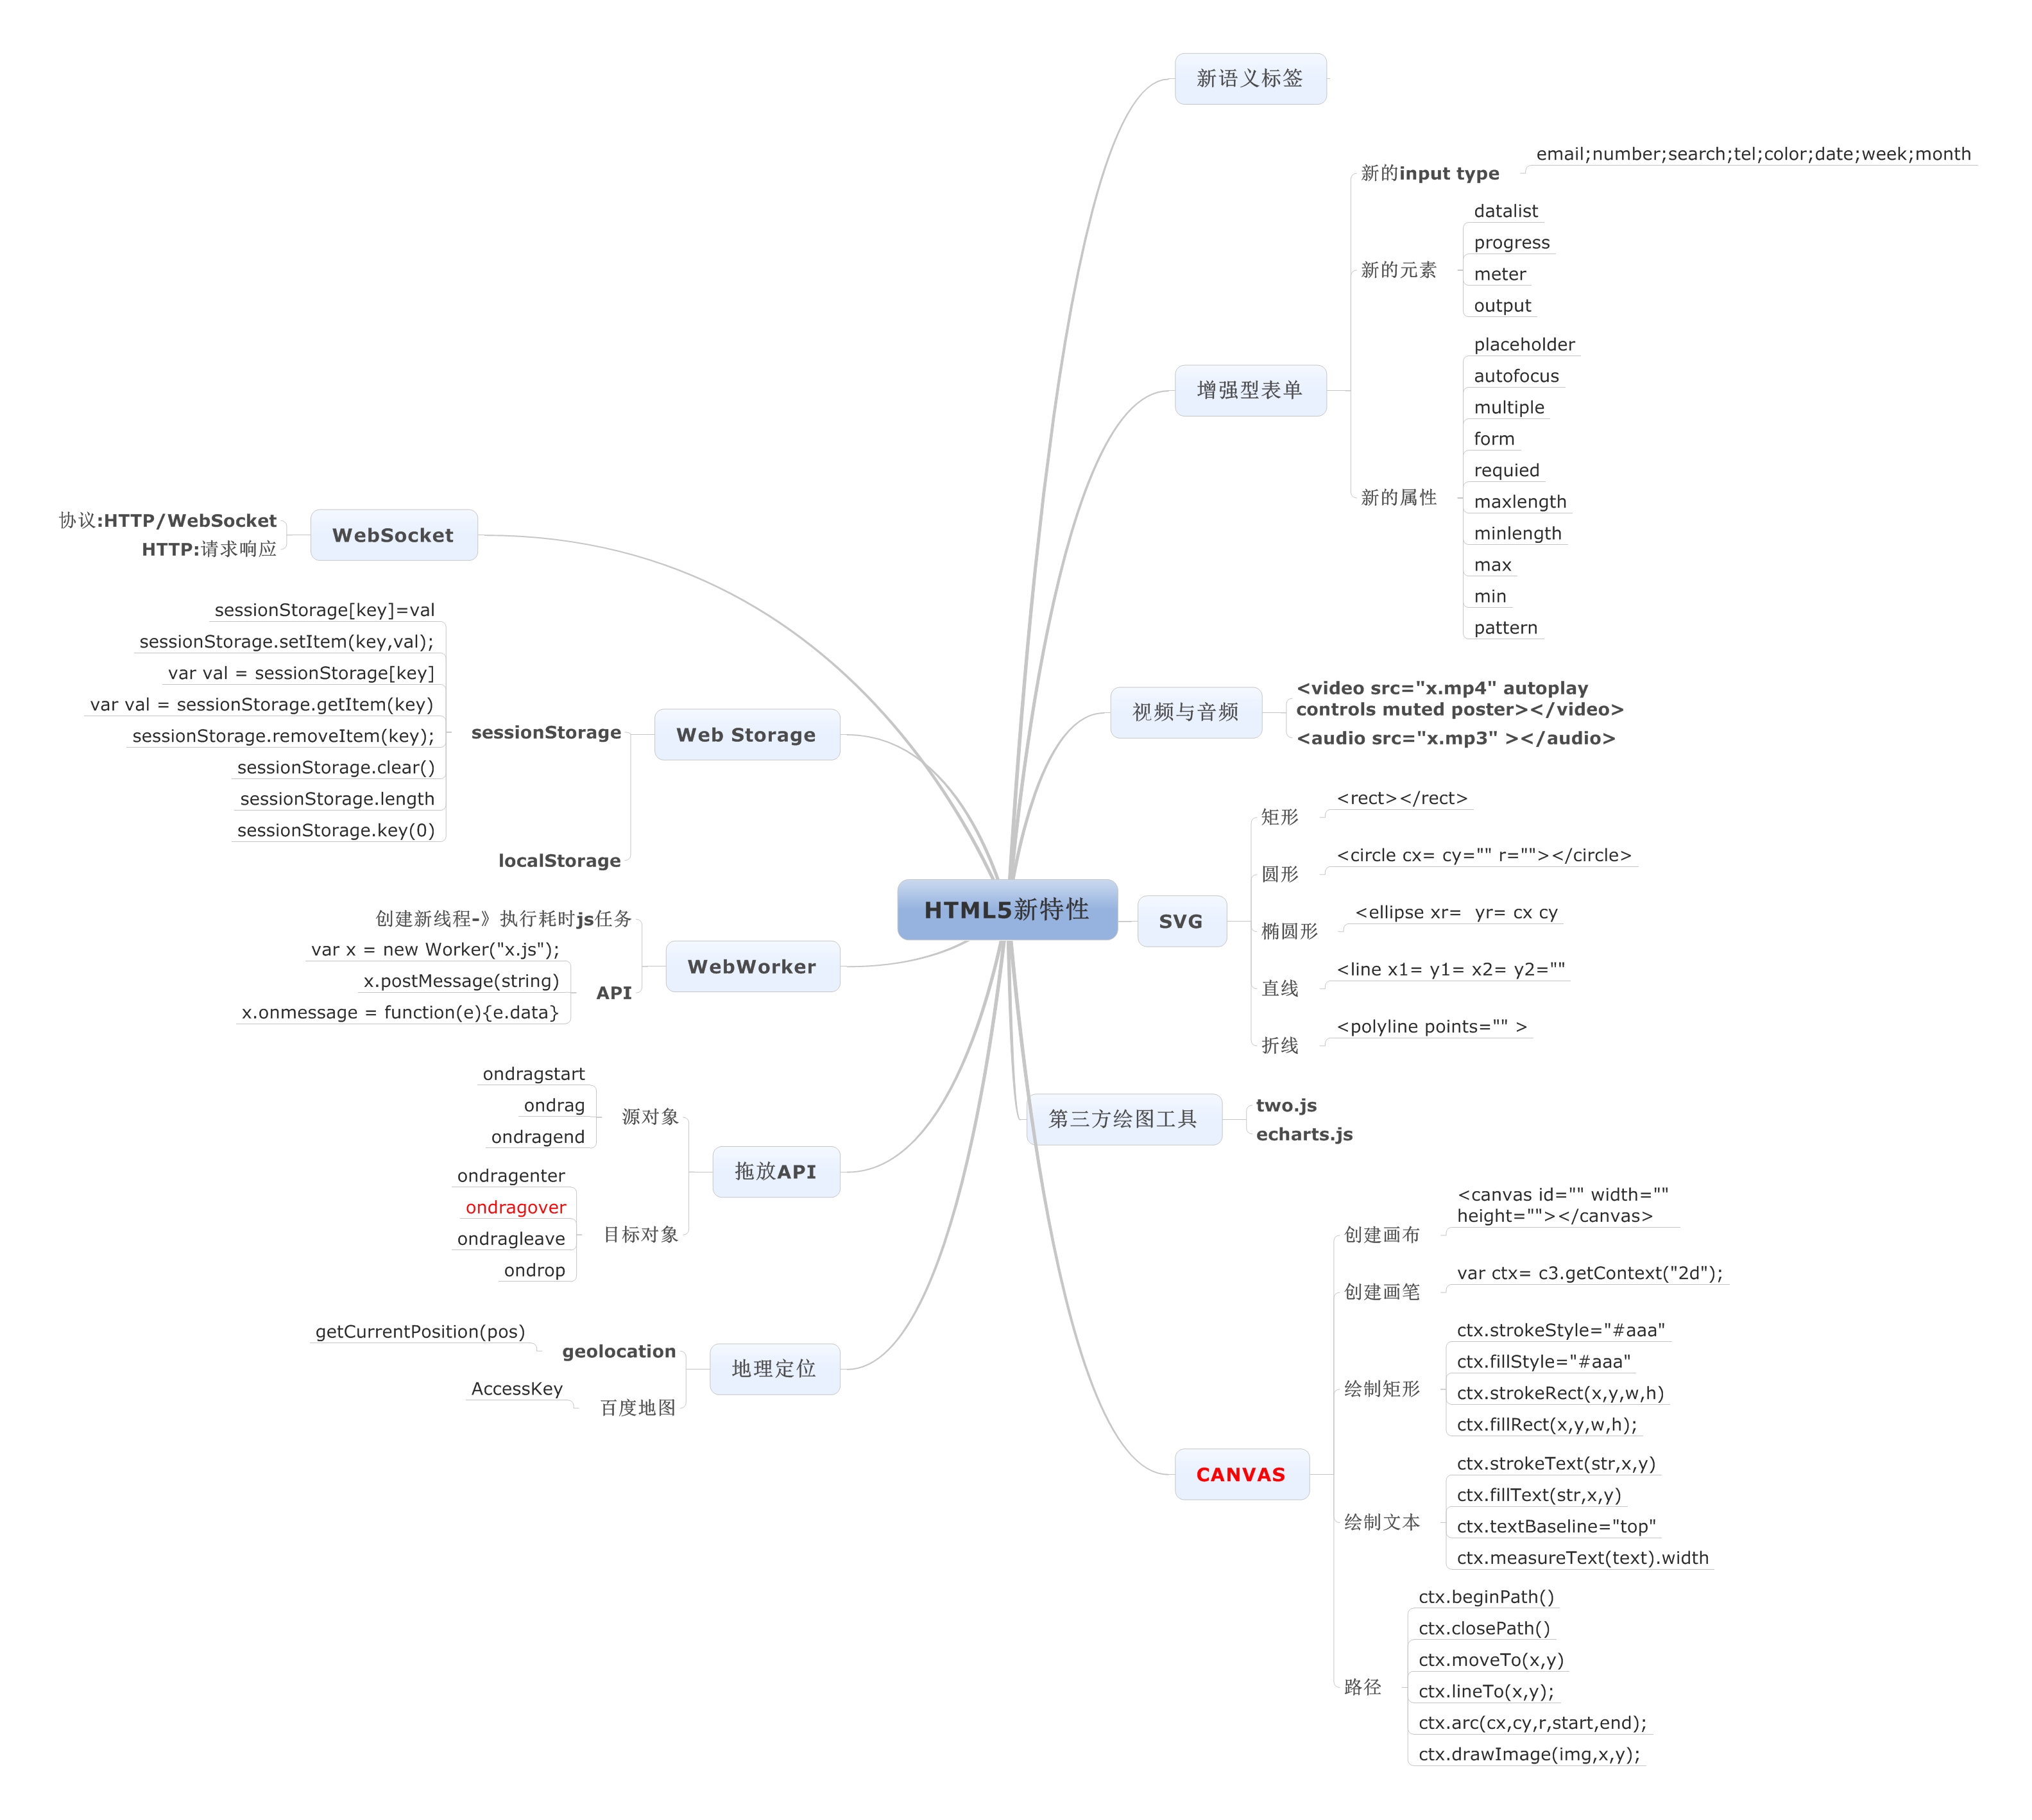 HTML5新特性
新语义标签
增强型表单
新的input type
email;number;search;tel;color;date;week;month
新的元素
datalist
progress
meter
output
新的属性
placeholder
autofocus
multiple
form
requied
maxlength
minlength
max
min
pattern
视频与音频
<video src="x.mp4" autoplay
controls muted poster></video>
<audio src="x.mp3" ></audio>
SVG
矩形
<rect></rect>
圆形
<circle cx= cy="" r=""></circle>
椭圆形
<ellipse xr=  yr= cx cy
直线
<line x1= y1= x2= y2=""
折线
<polyline points="" >
第三方绘图工具
two.js
echarts.js
CANVAS
创建画布
<canvas id="" width=""
height=""></canvas>
创建画笔
var ctx= c3.getContext("2d");
绘制矩形
ctx.strokeStyle="#aaa"
ctx.fillStyle="#aaa"
ctx.strokeRect(x,y,w,h)
ctx.fillRect(x,y,w,h);
绘制文本
ctx.strokeText(str,x,y)
ctx.fillText(str,x,y)
ctx.textBaseline="top"
ctx.measureText(text).width
路径
ctx.beginPath()
ctx.closePath()
ctx.moveTo(x,y)
ctx.lineTo(x,y);
ctx.arc(cx,cy,r,start,end);
ctx.drawImage(img,x,y);
WebSocket
协议:HTTP/WebSocket
HTTP:请求响应
Web Storage
sessionStorage
sessionStorage[key]=val
sessionStorage.setItem(key,val);
var val = sessionStorage[key]
var val = sessionStorage.getItem(key)
sessionStorage.removeItem(key);
sessionStorage.clear()
sessionStorage.length
sessionStorage.key(0)
localStorage
WebWorker
创建新线程-》执行耗时js任务
API
var x = new Worker("x.js");
x.postMessage(string)
x.onmessage = function(e){e.data}
拖放API
源对象
ondragstart
ondrag
ondragend
目标对象
ondragenter
ondragover
ondragleave
ondrop
地理定位
geolocation
getCurrentPosition(pos)
百度地图
AccessKey